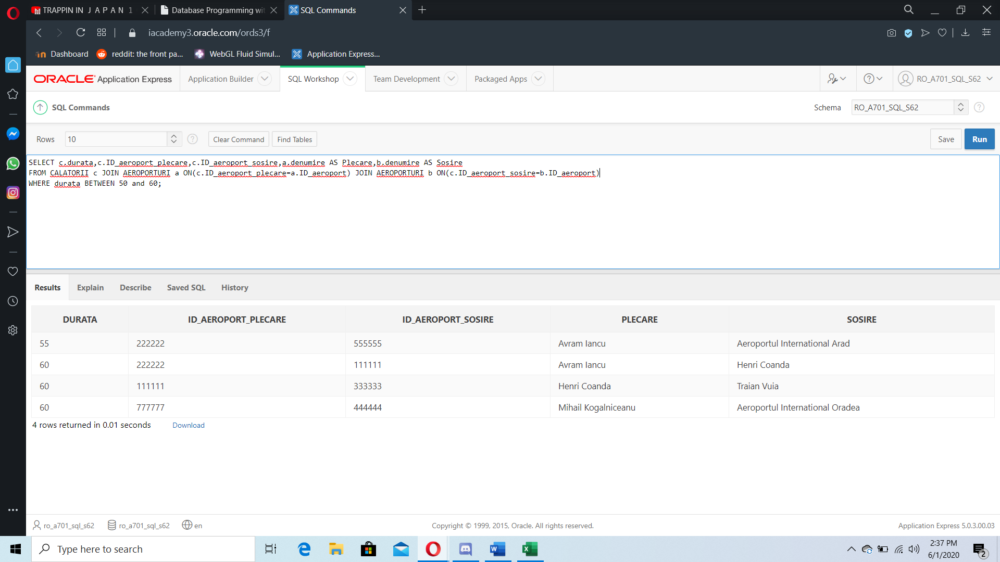 TRAPPIN IN J A P A N 1
Database Programming wit
SQL Commands
iacademy3.oracle.com/ords3/f
Dashboard
reddit: the front pa...
WebGL Fluid Simul...
Application Express...
ORACLE Application Express
Application Builder
SQL Workshop
Team Development
Packaged Apps
RO_A701_SQL_S62
SQL Commands
Schema
RO_A701_SQL_S62
Rows
10
Clear Command
Find Tables
Save
Run
SELECT c.durata,c.ID_aeroport_plecare,c.ID_aeroport_sosire,a.denumire AS Plecare,b.denumire AS Sosire
FROM CALATORII c JOIN AEROPORTURI a ON(c.ID_aeroport_plecare=a.ID_aeroport) JOIN AEROPORTURI b ON(c.ID_aeroport_sosire=b.ID_aeroport)
WHERE durata BETWEEN 50 and 60;
Results
Explain
Describe
Saved SQL
History
DURATA ID_AEROPORT_PLECARE ID_AEROPORT_SOSIRE PLECARE SOSIRE
55 222222 555555 Avram Iancu Aeroportul International Arad
60 222222 111111 Avram Iancu Henri Coanda
60 111111 333333 Henri Coanda Traian Vuia
60 777777 444444 Mihail Kogalniceanu Aeroportul International Oradea
4 rows returned in 0.01 seconds
Download
ro_a701_sql_s62
ro_a701_sql_s62
en
Copyright © 1999, 2015, Oracle. All rights reserved.
Application Express 5.0.3.00.03
Type here to search
2:37 PM
6/1/2020
2